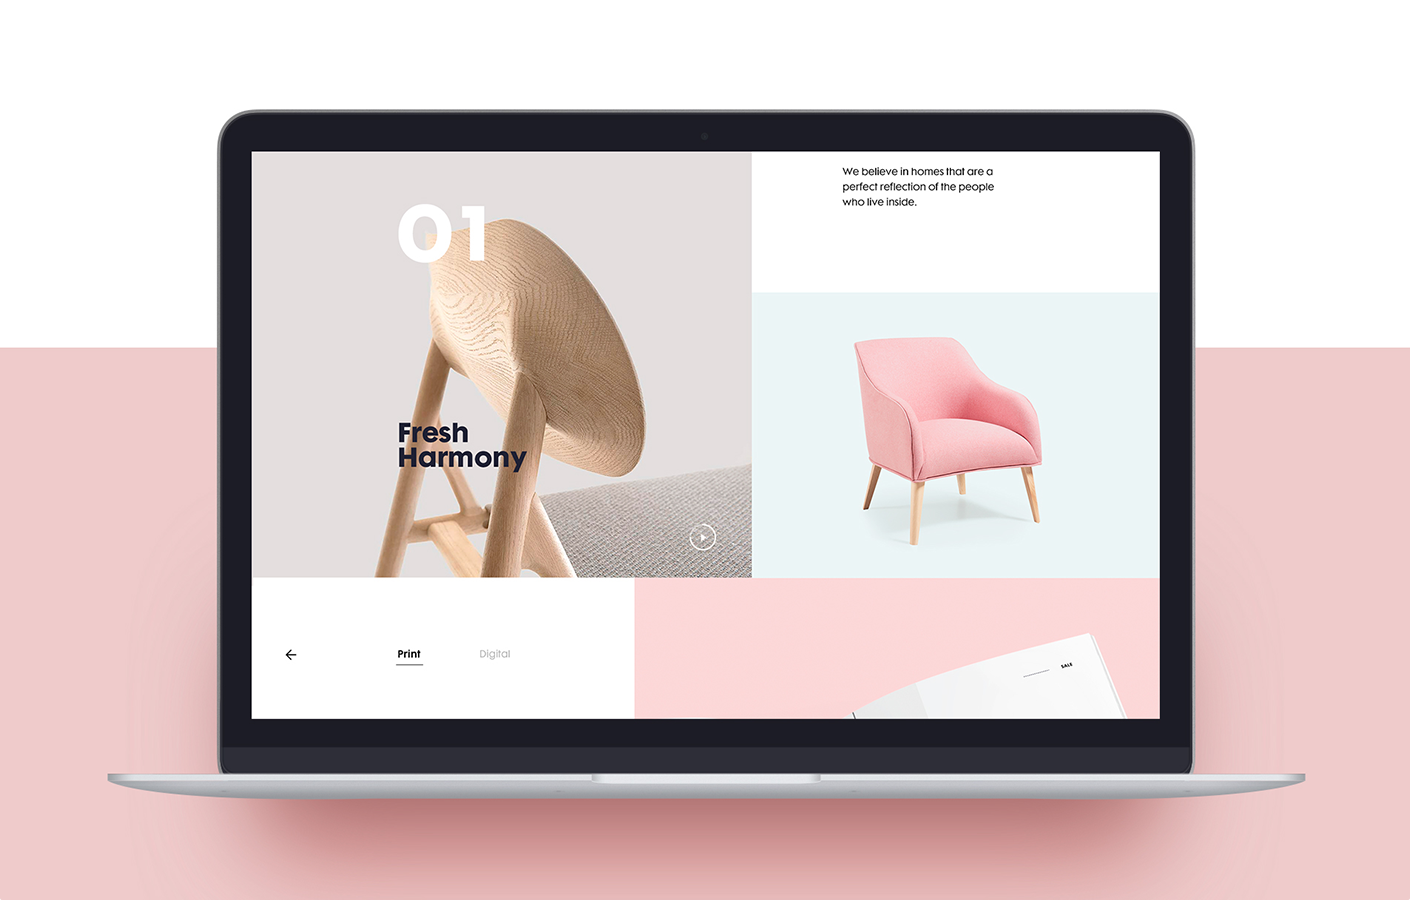 01
Fresh
Harmony
We believe in homes that are a
perfect reflection of the people
who live inside.
Print
Digital
SALE